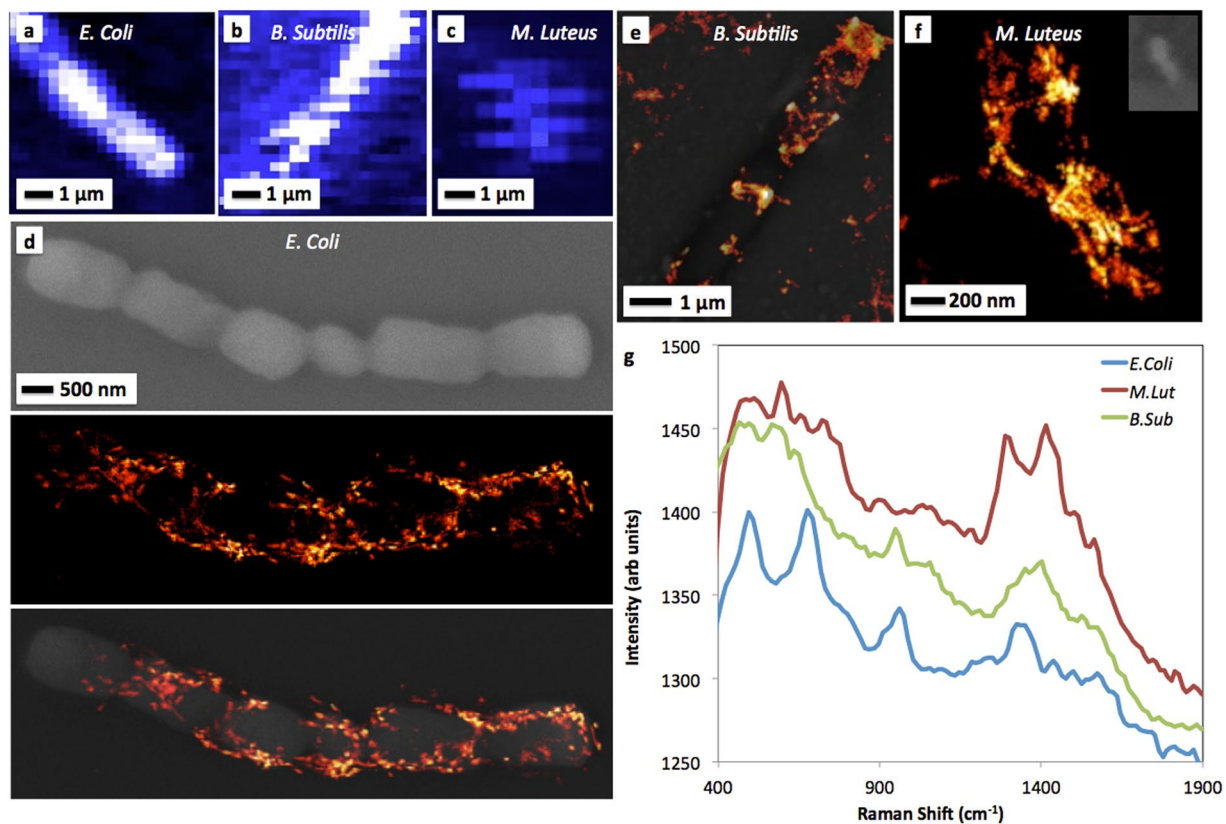 a E. Coli
1 μm
b B. Subtilis
1 μm
c M. Luteus
1 μm
d E. Coli
500 nm
e B. Subtilis
1 μm
f M. Luteus
200 nm
g
1500
1450
1400
1350
1300
1250
Intensity (arb units)
E.Coli
M.Lut
B.Sub
400 900 1400 1900
Raman Shift (cm⁻¹)